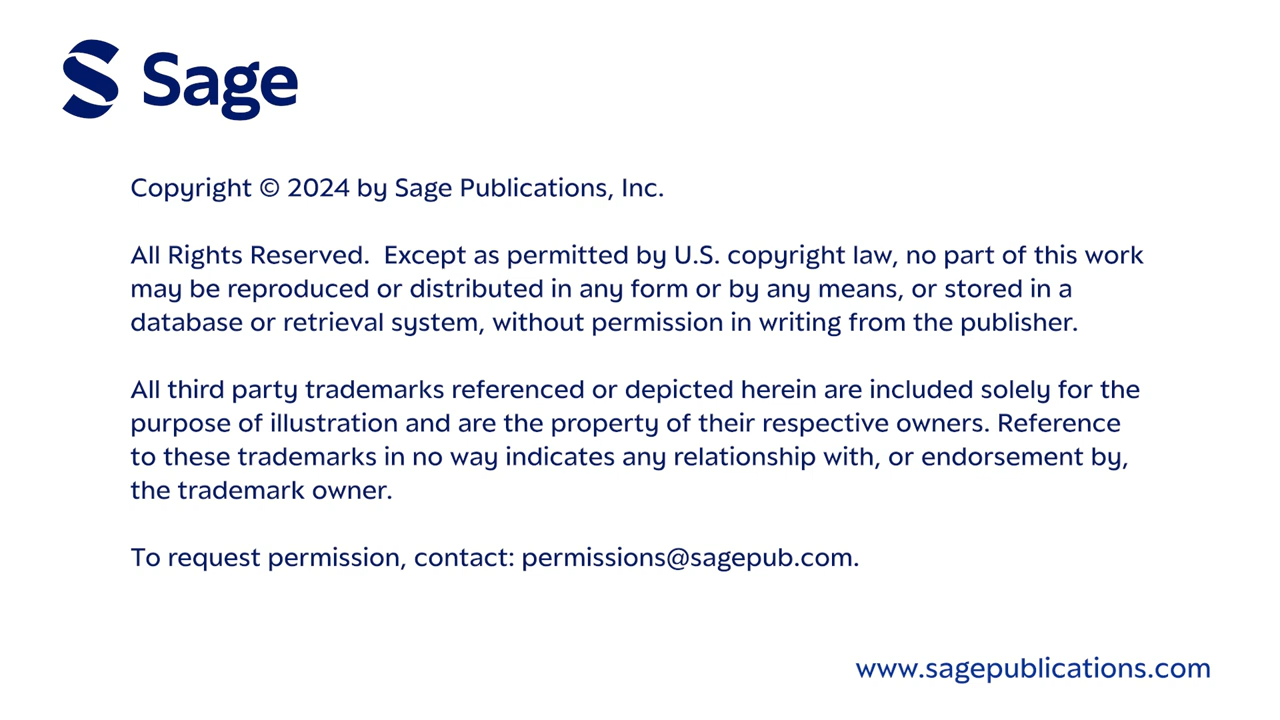 Sage
Copyright © 2024 by Sage Publications, Inc.
All Rights Reserved.  Except as permitted by U.S. copyright law, no part of this work
may be reproduced or distributed in any form or by any means, or stored in a
database or retrieval system, without permission in writing from the publisher.
All third party trademarks referenced or depicted herein are included solely for the
purpose of illustration and are the property of their respective owners. Reference
to these trademarks in no way indicates any relationship with, or endorsement by,
the trademark owner.
To request permission, contact: permissions@sagepub.com.
www.sagepublications.com